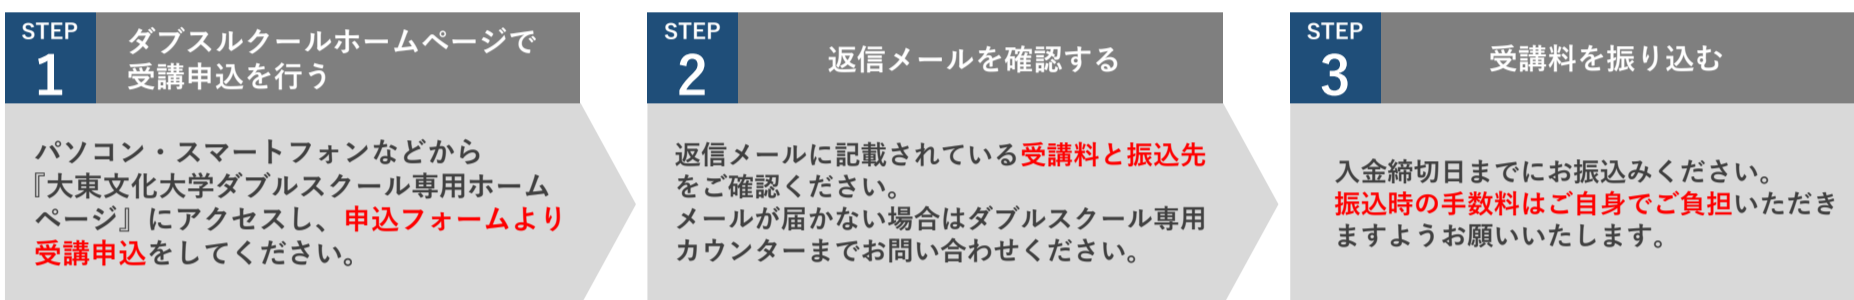 STEP
1
ダブスルクールホームページで
受講申込を行う
パソコン・スマートフォンなどから
『大東文化大学ダブルスクール専用ホーム
ページ』にアクセスし、申込フォームより
受講申込をしてください。
STEP
2
返信メールを確認する
返信メールに記載されている受講料と振込先
をご確認ください。
メールが届かない場合はダブルスクール専用
カウンターまでお問い合わせください。
STEP
3
受講料を振り込む
入金締切日までにお振込みください。
振込時の手数料はご自身でご負担いただき
ますようお願いいたします。